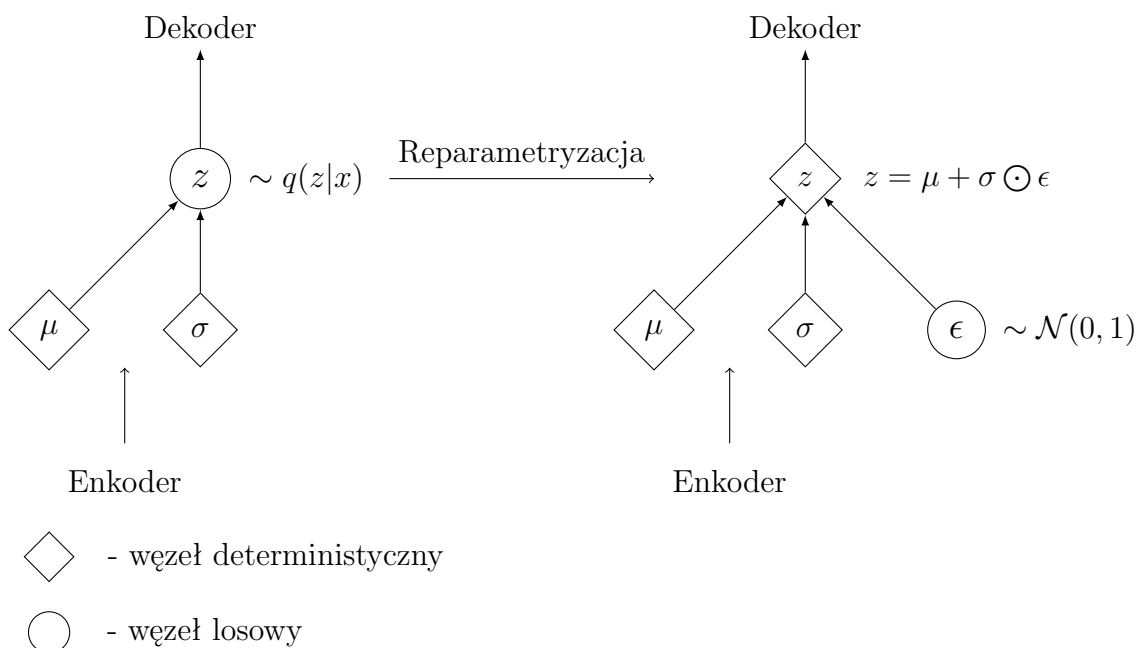 Dekoder
Dekoder
z ∼ q(z|x)
Reparametryzacja
z z = μ + σ ⊙ ϵ
μ σ
μ σ ϵ ∼ 𝒩(0, 1)
Enkoder
Enkoder
- węzeł deterministyczny
- węzeł losowy